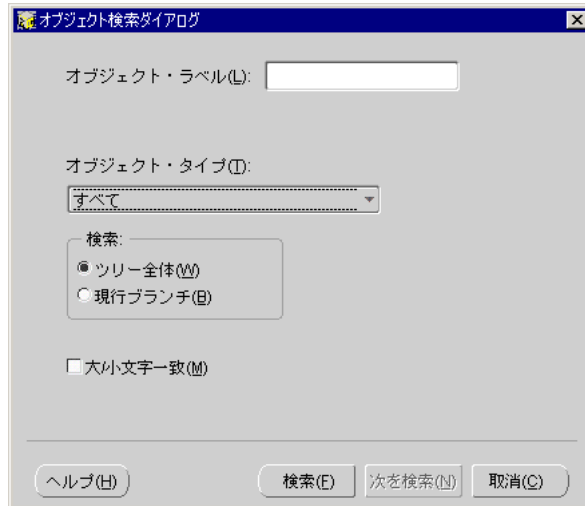 オブジェクト検索ダイアログ
オブジェクト・ラベル(L):
オブジェクト・タイプ(T):
すべて
検索:
ツリー全体(W)
現行ブランチ(B)
大/小文字一致(M)
ヘルプ(H) 検索(F) 次を検索(N) 取消(C)